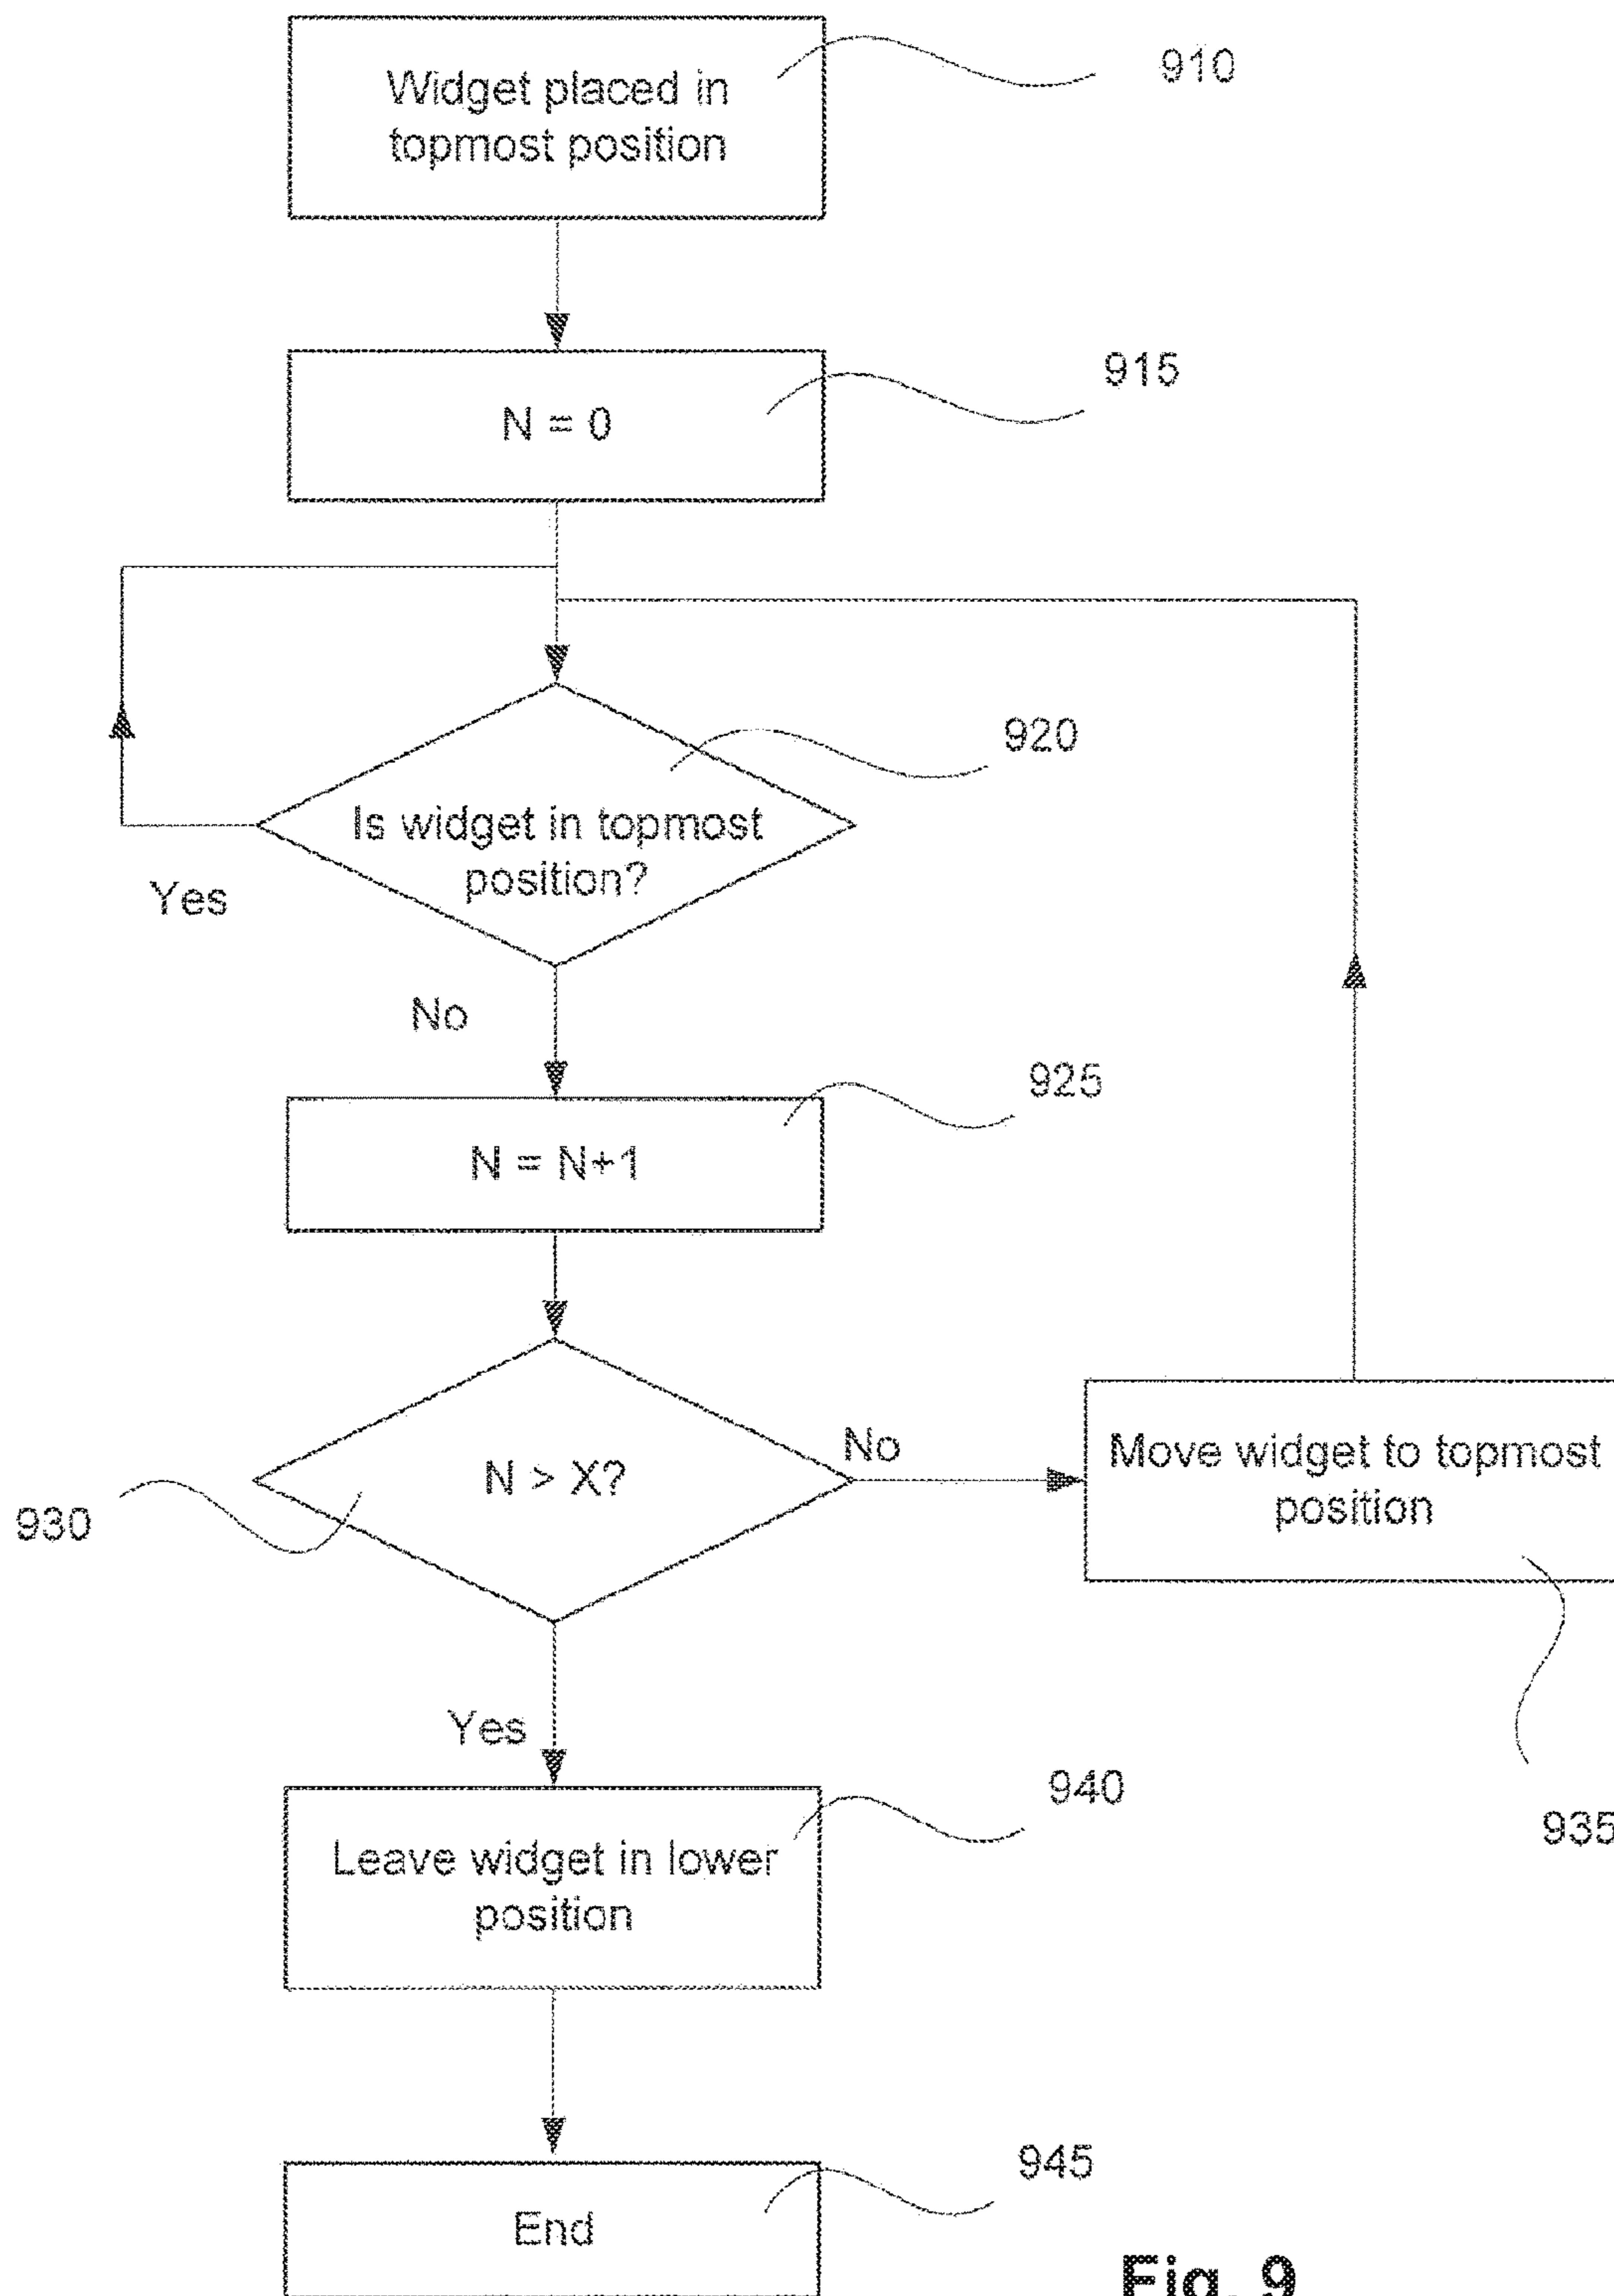 Widget placed in
topmost position
910
N = 0
915
920
Is widget in topmost
position?
Yes
No
925
N = N+1
N > X?
No
930
Move widget to topmost
position
935
Yes
940
Leave widget in lower
position
945
End
Fig. 9